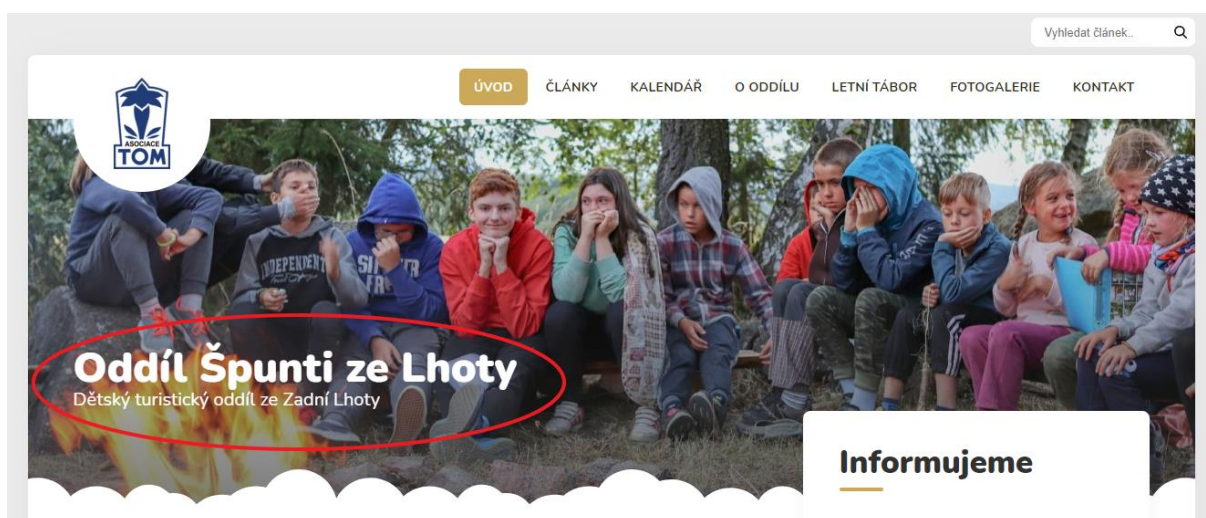 Vyhledat článek..
ÚVOD ČLÁNKY KALENDÁŘ O ODDÍLU LETNÍ TÁBOR FOTOGALERIE KONTAKT
ASOCIACE
TOM
INDEPENDENT
Oddíl Špunti ze Lhoty
Dětský turistický oddíl ze Zadní Lhoty
Informujeme